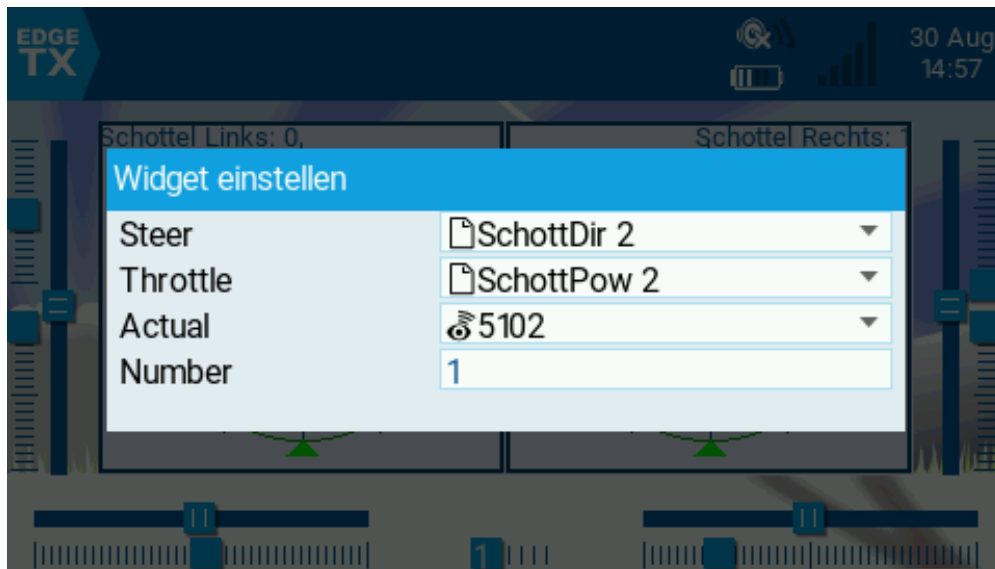 EDGE
TX
30 Aug
14:57
Schottel Links: 0,
Schottel Rechts: 1
Widget einstellen
Steer
SchottDir 2
Throttle
SchottPow 2
Actual
5102
Number
1
1